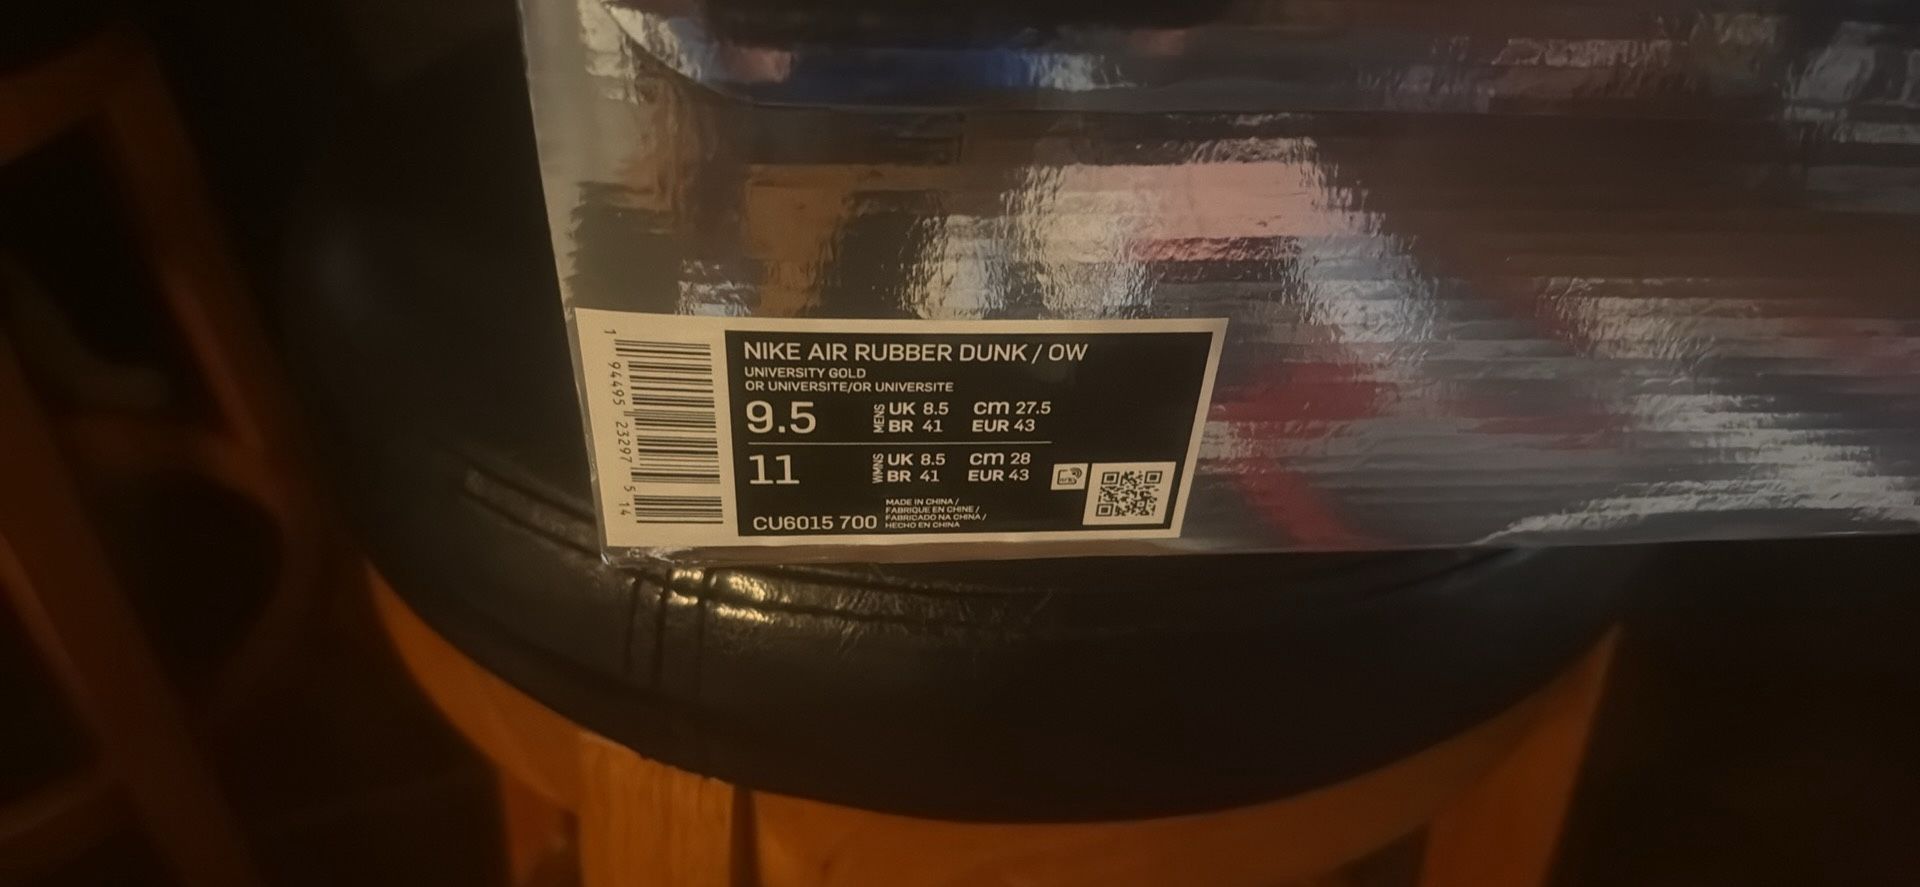 NIKE AIR RUBBER DUNK / OW
UNIVERSITY GOLD
OR UNIVERSITE/OR UNIVERSITE
9.5 MENS UK 8.5 cm 27.5
BR 41 EUR 43
11 WMNS UK 8.5 cm 28
BR 41 EUR 43
CU6015 700
MADE IN CHINA /
FABRIQUE EN CHINE /
FABRICADO NA CHINA /
HECHO EN CHINA
1 94495 23297 5 14